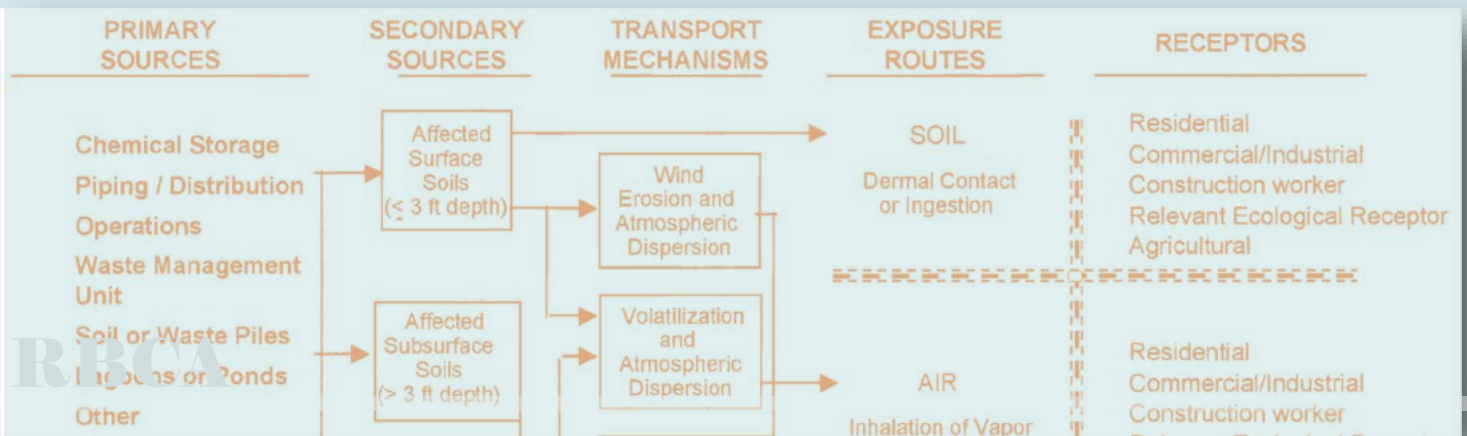 PRIMARY
SOURCES
SECONDARY
SOURCES
TRANSPORT
MECHANISMS
EXPOSURE
ROUTES
RECEPTORS
Chemical Storage
Piping / Distribution
Operations
Waste Management
Unit
Soil or Waste Piles
Lagoons or Ponds
Other
RBCA
Affected
Surface
Soils
(≤ 3 ft depth)
Affected
Subsurface
Soils
(> 3 ft depth)
Wind
Erosion and
Atmospheric
Dispersion
Volatilization
and
Atmospheric
Dispersion
SOIL
Dermal Contact
or Ingestion
AIR
Inhalation of Vapor
Residential
Commercial/Industrial
Construction worker
Relevant Ecological Receptor
Agricultural
Residential
Commercial/Industrial
Construction worker